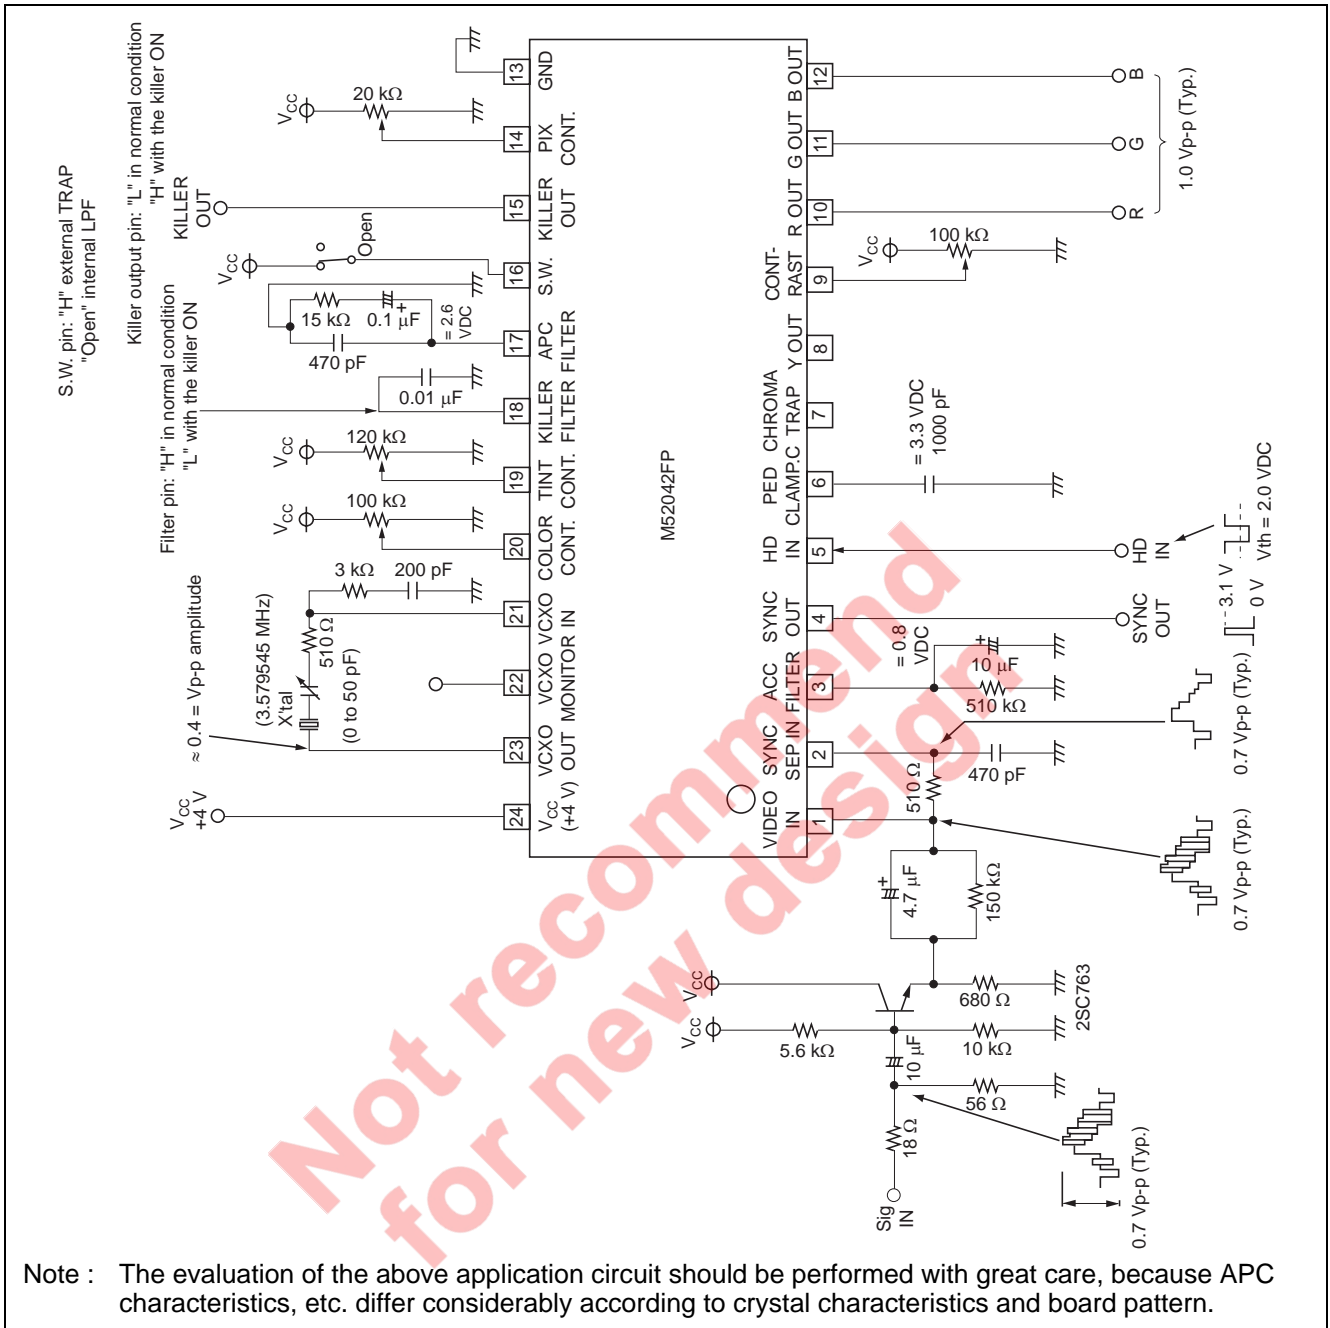 S.W. pin: "H" external TRAP
"Open" internal LPF
Killer output pin: "L" in normal condition
"H" with the killer ON
Filter pin: "H" in normal condition
"L" with the killer ON
≈ 0.4 = Vp-p amplitude
VCC
+4 V
(3.579545 MHz)
X'tal
(0 to 50 pF)
510 Ω
3 kΩ
200 pF
VCC
100 kΩ
VCC
120 kΩ
0.01 µF
470 pF
15 kΩ
0.1 µF
+
= 2.6
VDC
VCC
Open
KILLER
OUT
VCC
20 kΩ
24
VCC
(+4 V)
23
VCXO
OUT
22
VCXO
MONITOR
21
VCXO
IN
20
COLOR
CONT.
19
TINT
CONT.
18
KILLER
FILTER
17
APC
FILTER
16
S.W.
15
KILLER
OUT
14
PIX
CONT.
13
GND
M52042FP
1
VIDEO
IN
2
SYNC
SEP IN
3
ACC
FILTER
4
SYNC
OUT
5
HD
IN
6
PED
CLAMP.C
7
CHROMA
TRAP
8
Y OUT
9
CONT-
RAST
10
R OUT
11
G OUT
12
B OUT
B
G
R
1.0 Vp-p (Typ.)
VCC
100 kΩ
= 3.3 VDC
1000 pF
HD
IN
Vth = 2.0 VDC
SYNC
OUT
3.1 V
0 V
= 0.8
VDC
+
10 µF
510 kΩ
0.7 Vp-p (Typ.)
510 Ω
470 pF
0.7 Vp-p (Typ.)
+
4.7 µF
150 kΩ
VCC
680 Ω
2SC763
VCC
5.6 kΩ
10 kΩ
10 µF
56 Ω
18 Ω
Sig
IN
0.7 Vp-p (Typ.)
Not recommend
for new design
Note : The evaluation of the above application circuit should be performed with great care, because APC
characteristics, etc. differ considerably according to crystal characteristics and board pattern.